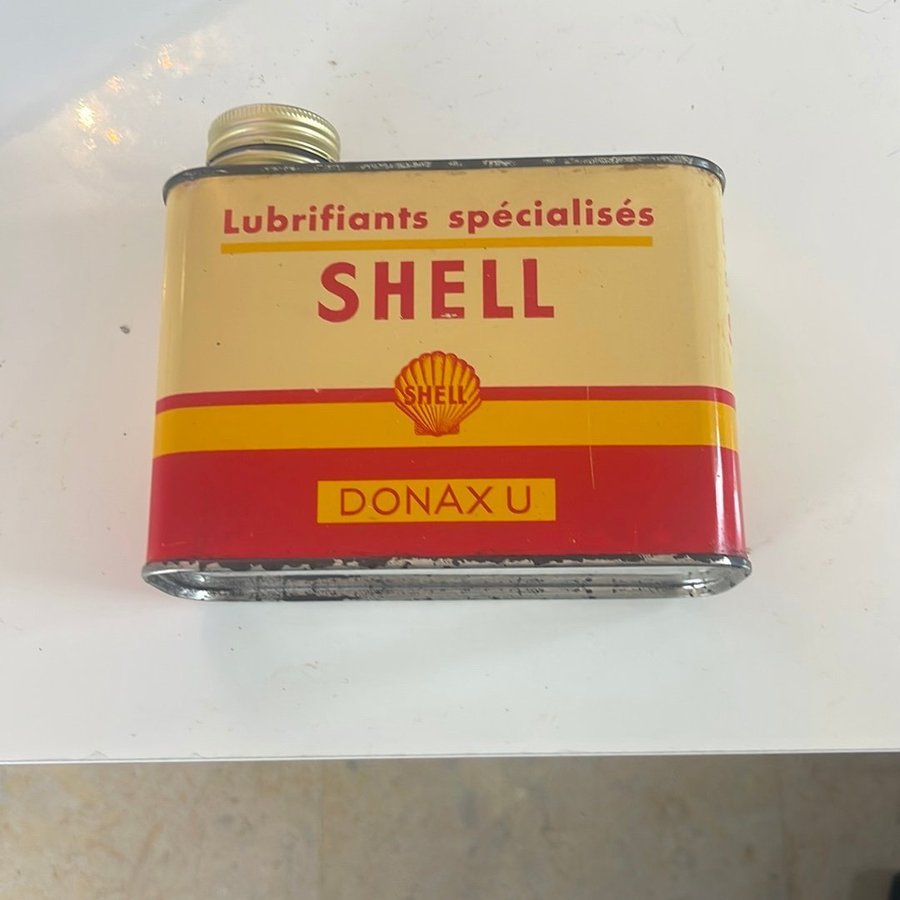 Lubrifiants spécialisés
SHELL
SHELL
DONAX U